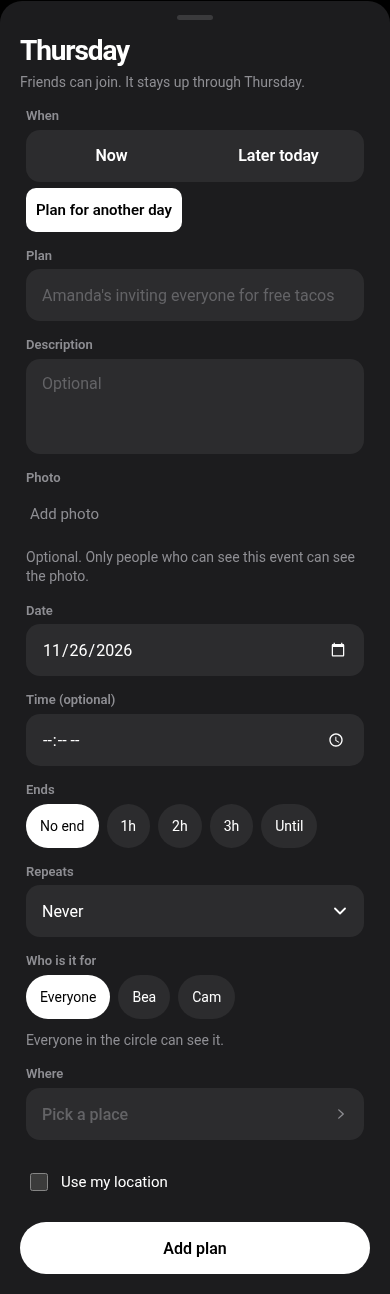 Thursday
Friends can join. It stays up through Thursday.
When
Now
Later today
Plan for another day
Plan
Amanda's inviting everyone for free tacos
Description
Optional
Photo
Add photo
Optional. Only people who can see this event can see
the photo.
Date
11/26/2026
Time (optional)
--:-- --
Ends
No end 1h 2h 3h Until
Repeats
Never
Who is it for
Everyone Bea Cam
Everyone in the circle can see it.
Where
Pick a place
Use my location
Add plan